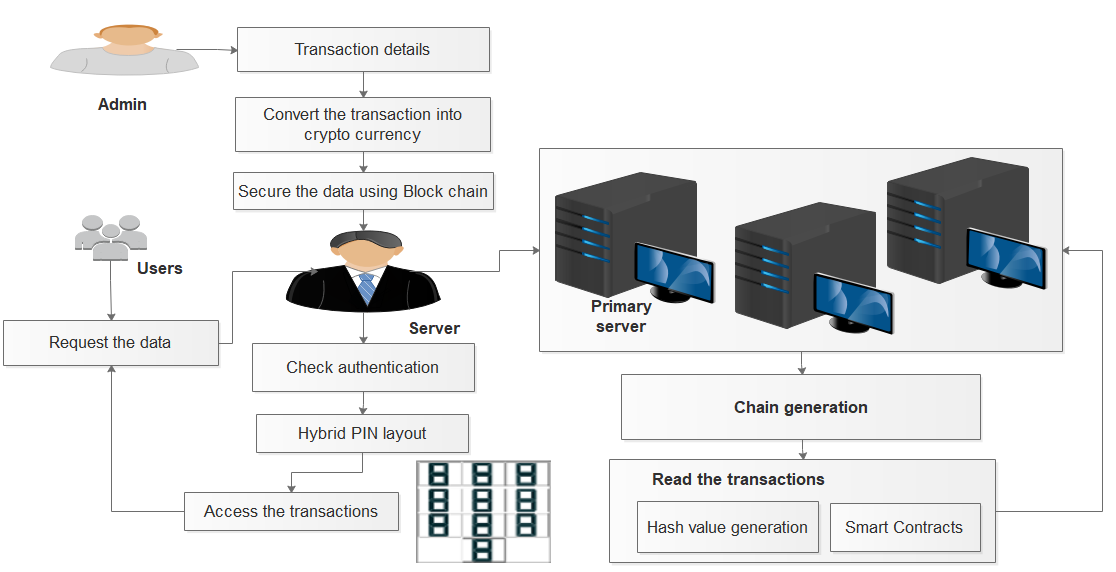 Transaction details
Admin
Convert the transaction into
crypto currency
Secure the data using Block chain
Users
Server
Primary
server
Request the data
Check authentication
Hybrid PIN layout
Access the transactions
Chain generation
Read the transactions
Hash value generation
Smart Contracts